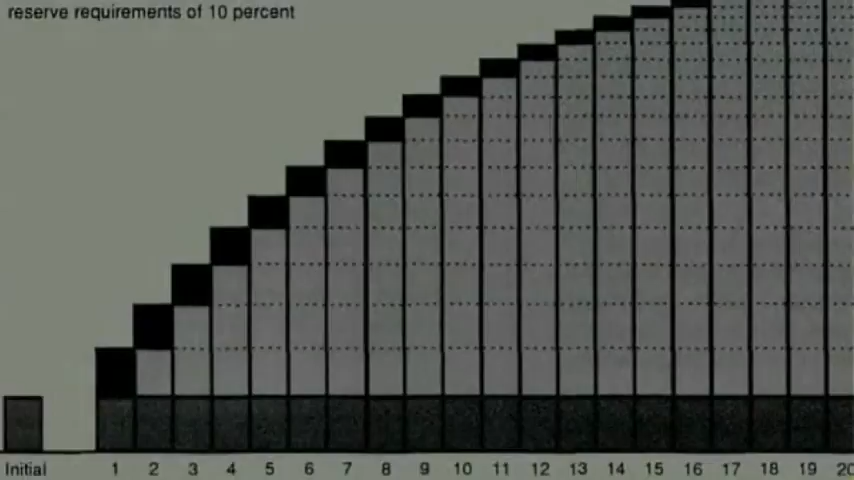 reserve requirements of 10 percent
Initial 1 2 3 4 5 6 7 8 9 10 11 12 13 14 15 16 17 18 19 20